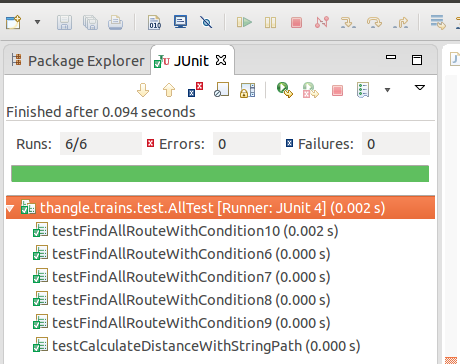 Package Explorer JUnit
Finished after 0.094 seconds
Runs: 6/6 Errors: 0 Failures: 0
thangle.trains.test.AllTest [Runner: JUnit 4] (0.002 s)
testFindAllRouteWithCondition10 (0.002 s)
testFindAllRouteWithCondition6 (0.000 s)
testFindAllRouteWithCondition7 (0.000 s)
testFindAllRouteWithCondition8 (0.000 s)
testFindAllRouteWithCondition9 (0.000 s)
testCalculateDistanceWithStringPath (0.000 s)